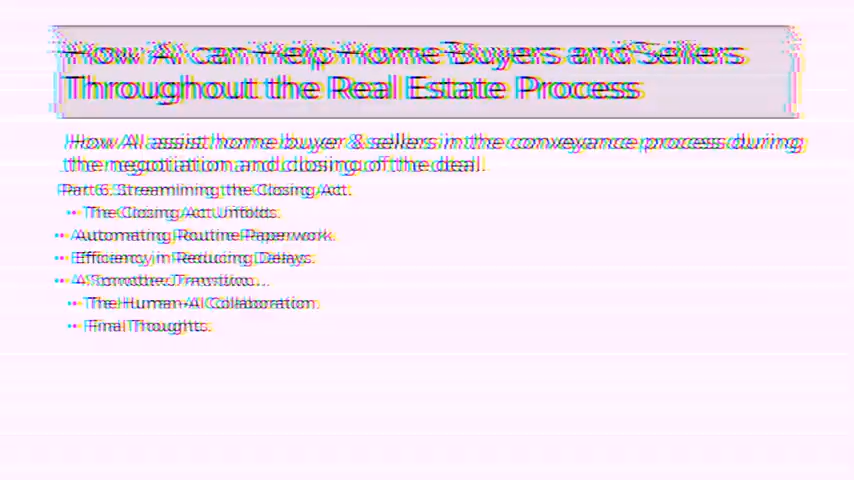 How AI can Help Home Buyers and Sellers
Throughout the Real Estate Process
How AI assist home buyer & sellers in the conveyance process during
the negotiation and closing off the deal.
Part 6. Streamlining the Closing Act.
• The Closing Act Unfolds.
• Automating Routine Paperwork.
• Efficiency in Reducing Delays.
• A Smoother Transition...
• The Human-AI Collaboration.
• Final Thoughts.